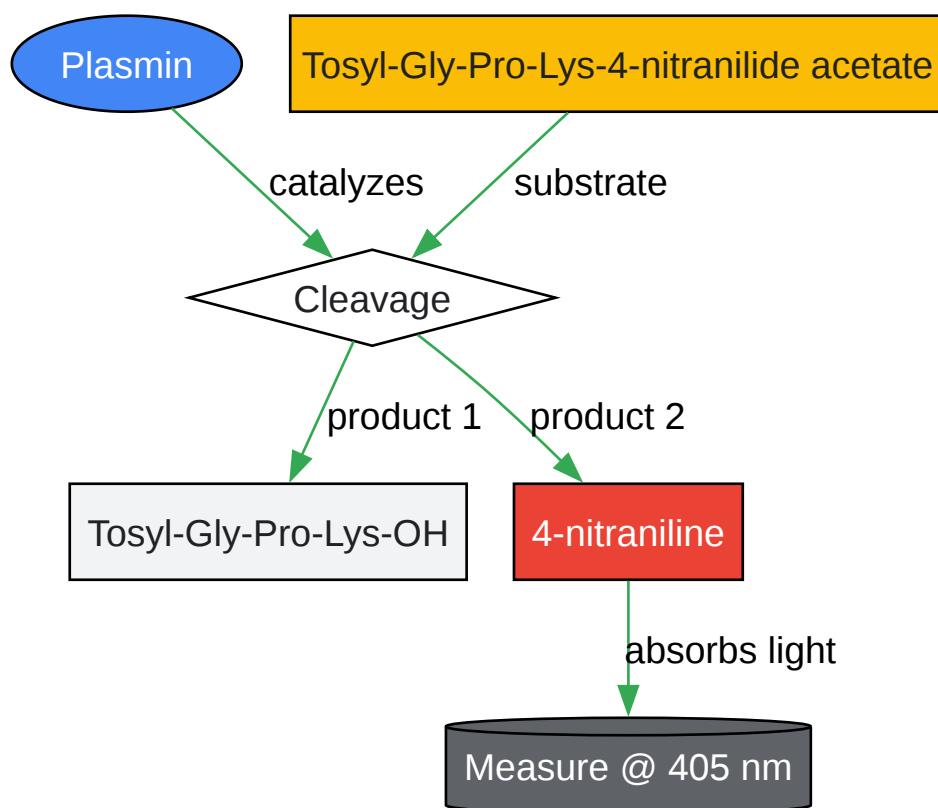 Plasmin
Tosyl-Gly-Pro-Lys-4-nitranilide acetate
catalyzes
substrate
Cleavage
product 1
product 2
Tosyl-Gly-Pro-Lys-OH
4-nitraniline
absorbs light
Measure @ 405 nm